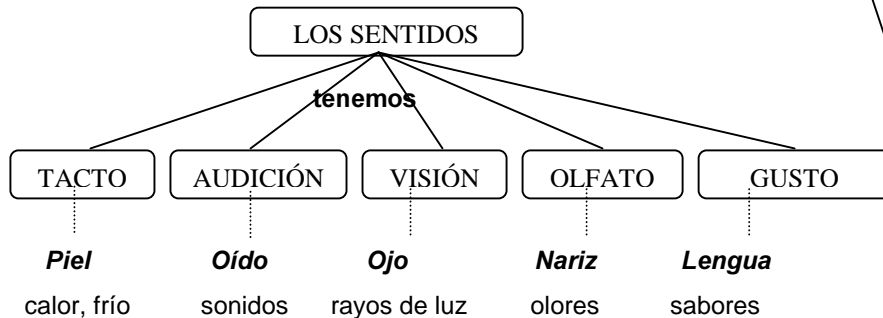 LOS SENTIDOS
tenemos
TACTO AUDICIÓN VISIÓN OLFATO GUSTO
Piel Oído Ojo Nariz Lengua
calor, frío sonidos rayos de luz olores sabores